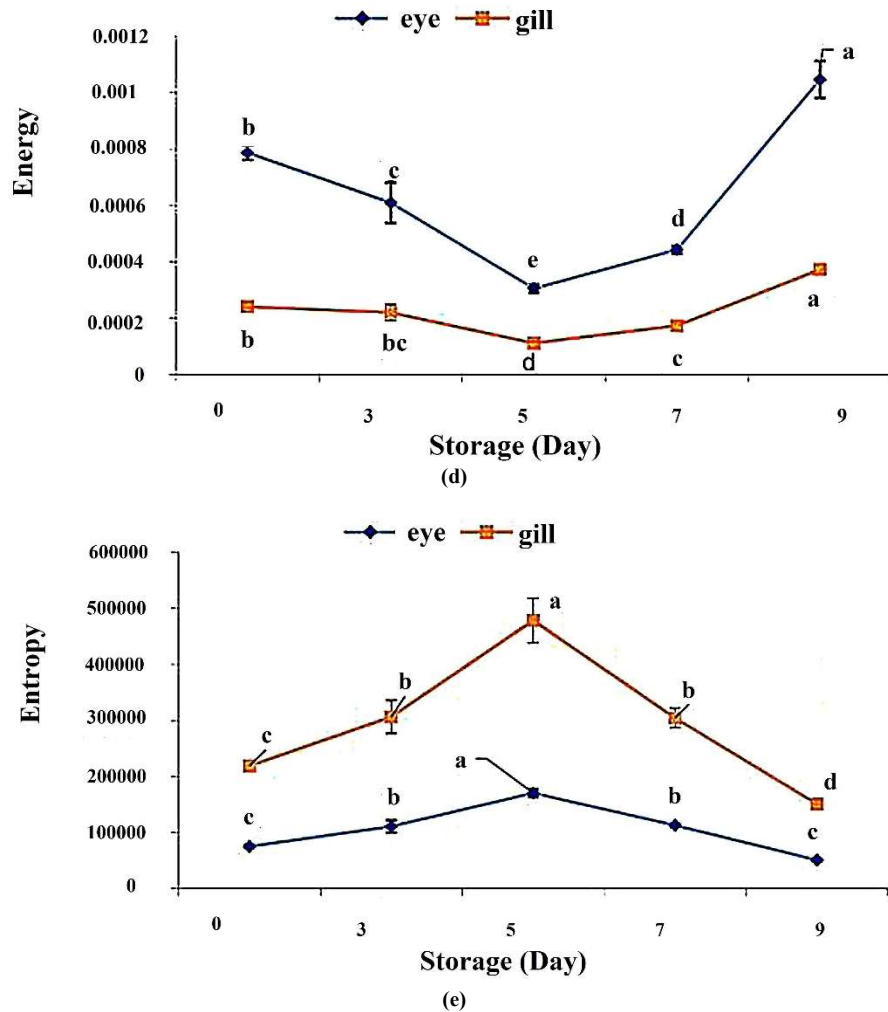 eye gill
0.0012
a
0.001
b
0.0008
c
Energy
0.0006
d
e
0.0004
0.0002
a
b bc d c
0
0 3 5 7 9
Storage (Day)
(d)
eye gill
600000
500000
a
400000
b b
Entropy
300000
c
200000
a d
b b
c c
100000
0
0 3 5 7 9
Storage (Day)
(e)